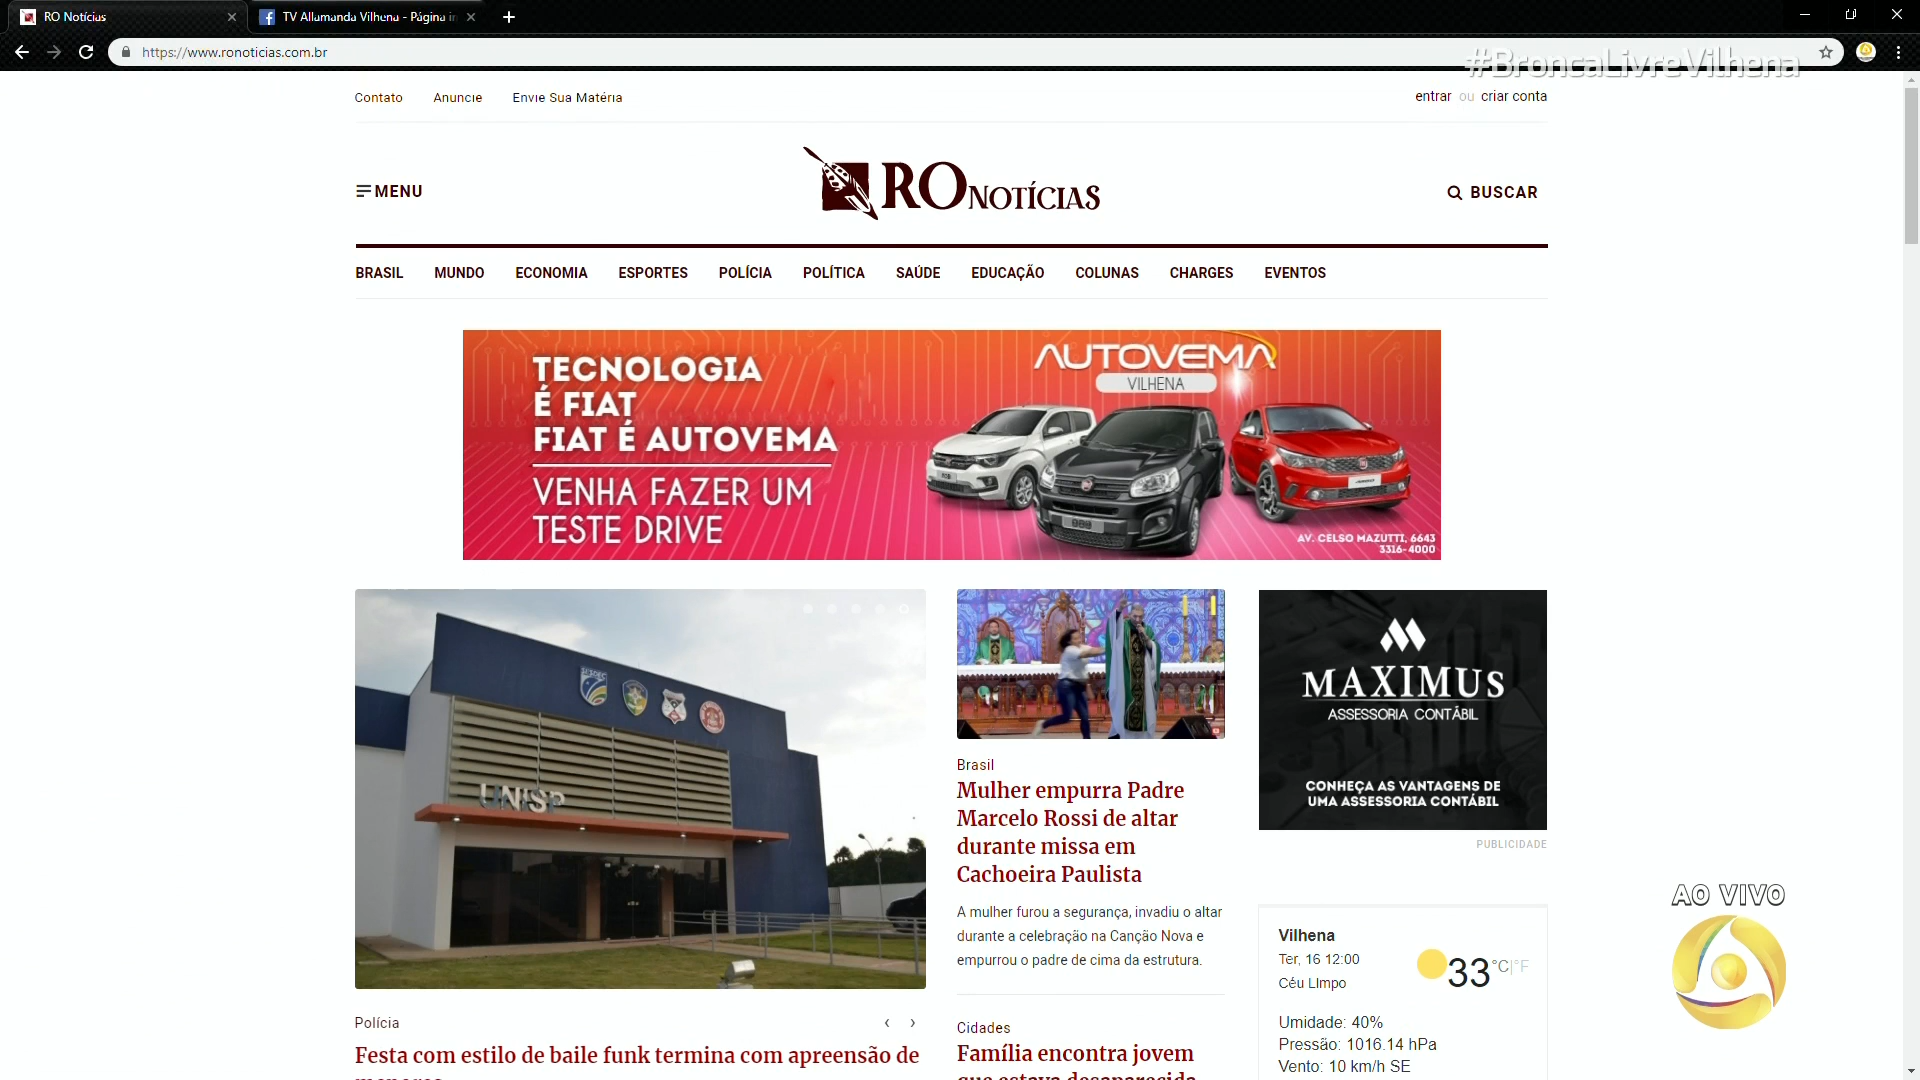 RO Notícias
TV Allamanda Vilhena - Página in
https://www.ronoticias.com.br
#BroncaLivreVilhena
Contato Anuncie Envie Sua Matéria
entrar ou criar conta
MENU
RO NOTÍCIAS
BUSCAR
BRASIL MUNDO ECONOMIA ESPORTES POLÍCIA POLÍTICA SAÚDE EDUCAÇÃO COLUNAS CHARGES EVENTOS
TECNOLOGIA
É FIAT
FIAT É AUTOVEMA
VENHA FAZER UM
TESTE DRIVE
AUTOVEMA
VILHENA
AV. CELSO MAZUTTI, 6643
3316-4000
UNISP
Polícia
Festa com estilo de baile funk termina com apreensão de
Brasil
Mulher empurra Padre
Marcelo Rossi de altar
durante missa em
Cachoeira Paulista
A mulher furou a segurança, invadiu o altar
durante a celebração na Canção Nova e
empurrou o padre de cima da estrutura.
Cidades
Família encontra jovem
que estava desaparecida
MAXIMUS
ASSESSORIA CONTÁBIL
CONHEÇA AS VANTAGENS DE
UMA ASSESSORIA CONTÁBIL
PUBLICIDADE
Vilhena
Ter, 16 12:00
Céu LImpo
33 °C|°F
Umidade: 40%
Pressão: 1016.14 hPa
Vento: 10 km/h SE
AO VIVO